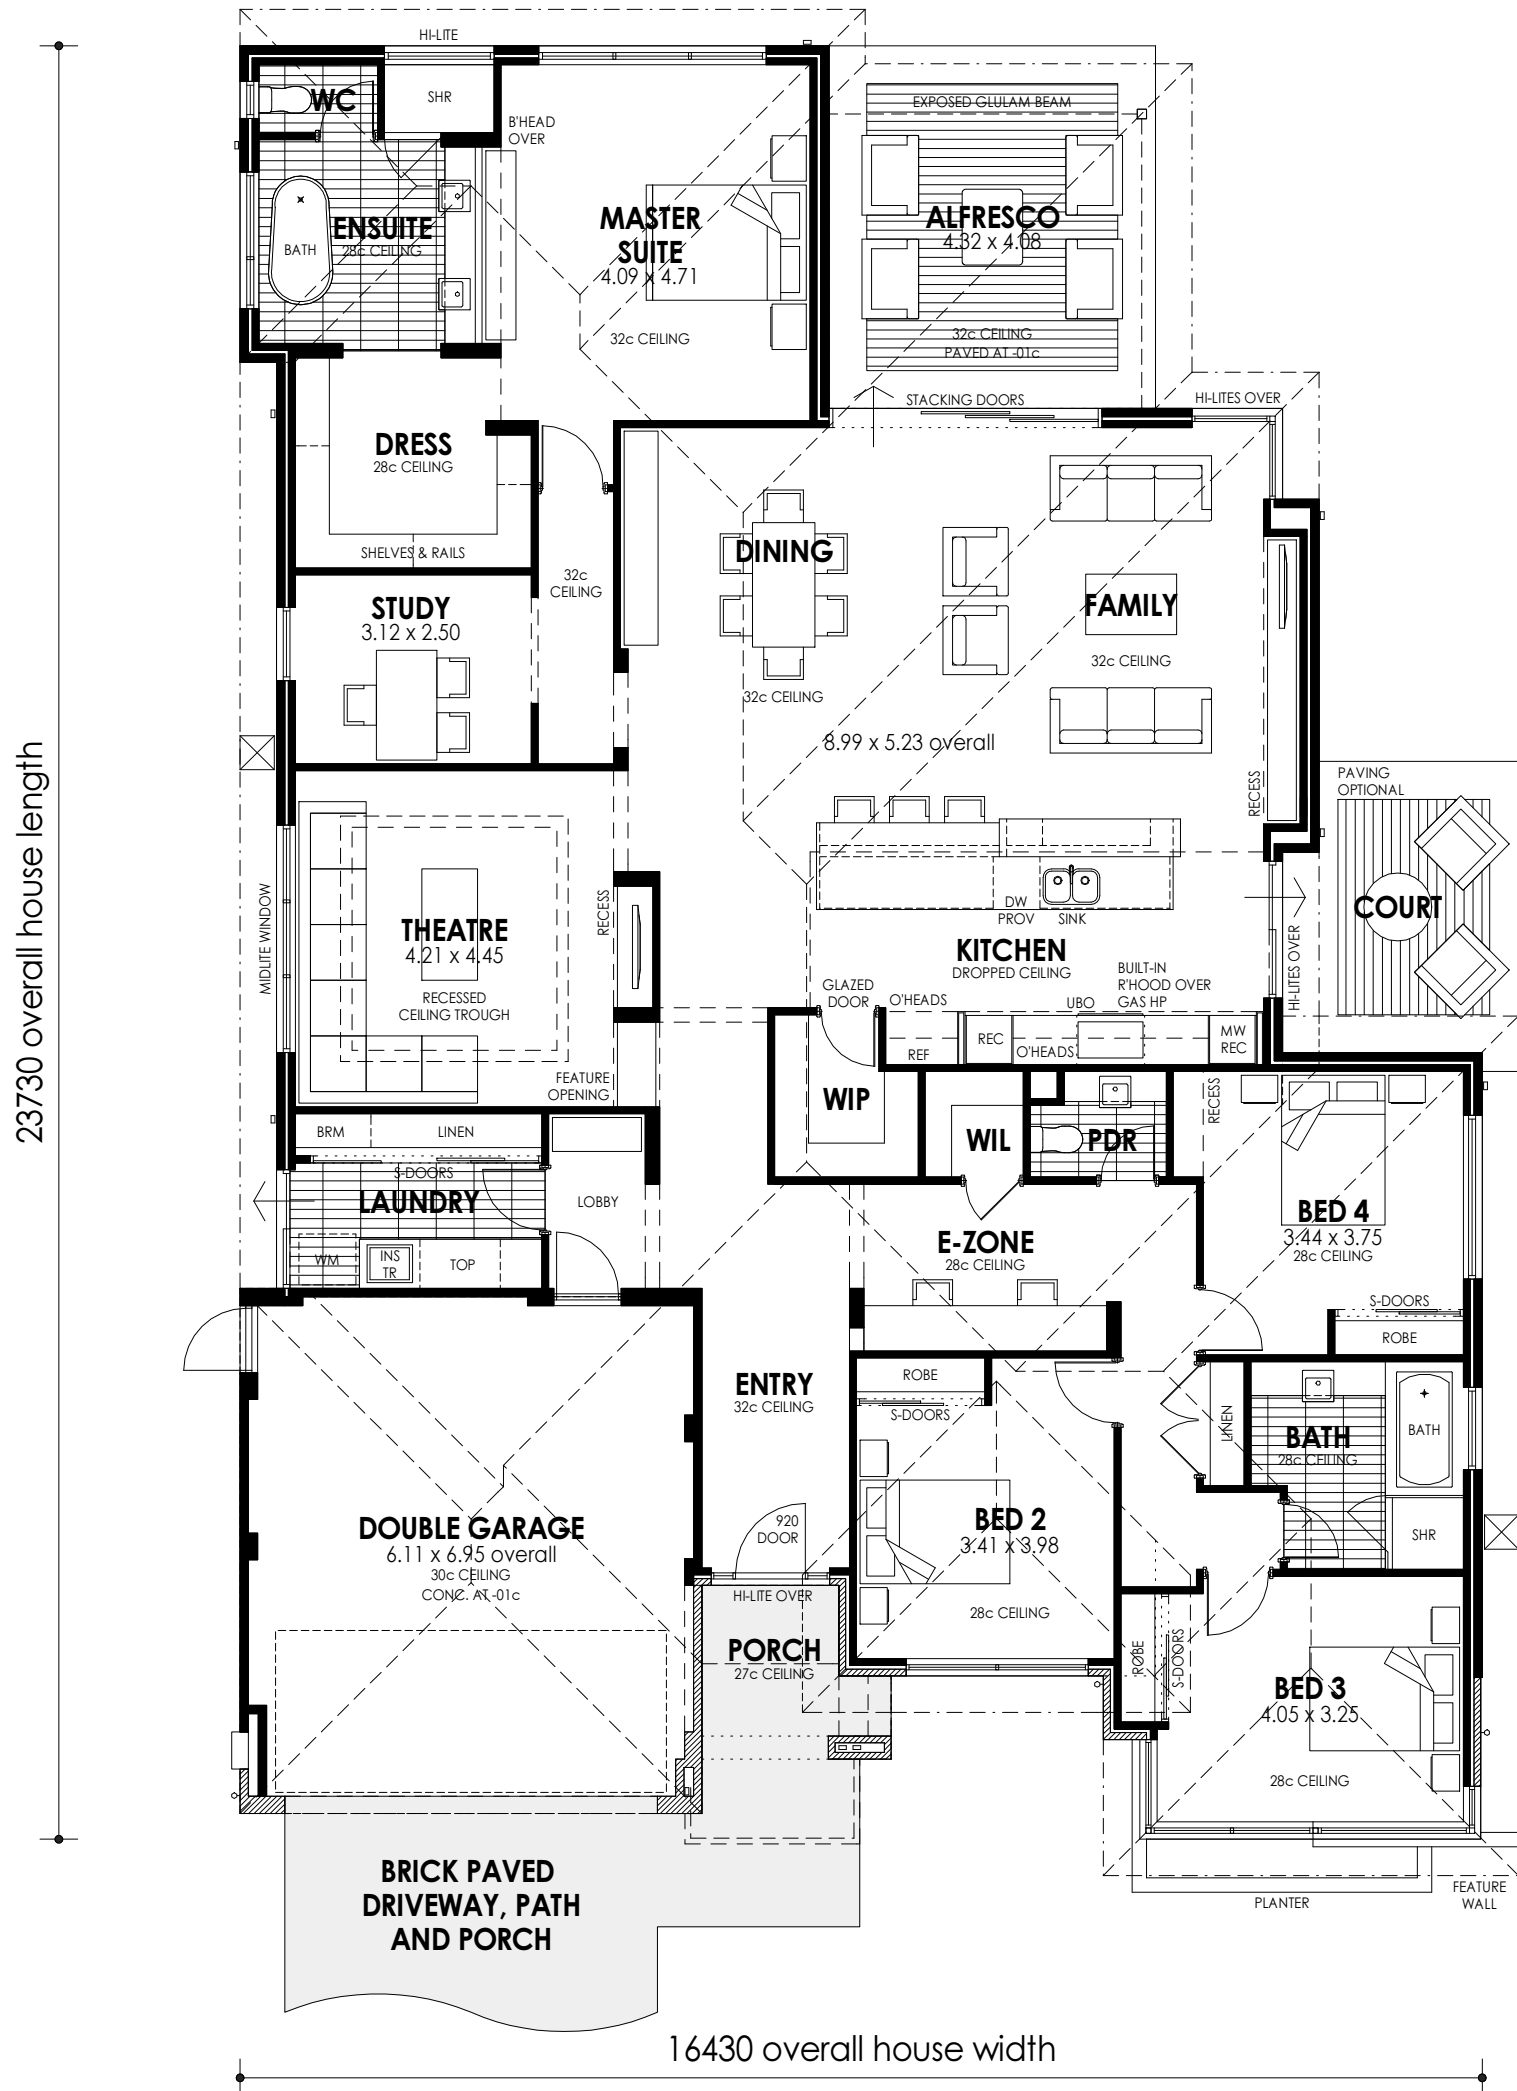 HI-LITE
WC
SHR
B'HEAD
OVER
EXPOSED GLULAM BEAM
ENSUITE
28c CEILING
BATH
MASTER
SUITE
4.09 x 4.71
32c CEILING
ALFRESCO
4.32 x 4.08
32c CEILING
PAVED AT -01c
STACKING DOORS
HI-LITES OVER
DRESS
28c CEILING
SHELVES & RAILS
32c
CEILING
DINING
32c CEILING
FAMILY
32c CEILING
8.99 x 5.23 overall
STUDY
3.12 x 2.50
RECESS
PAVING
OPTIONAL
COURT
HI-LITES OVER
MIDLITE WINDOW
THEATRE
4.21 x 4.45
RECESSED
CEILING TROUGH
RECESS
FEATURE
OPENING
DW
PROV
SINK
KITCHEN
DROPPED CEILING
BUILT-IN
R'HOOD OVER
GAS HP
UBO
GLAZED
DOOR
O'HEADS
REF
REC
O'HEADS
MW
REC
WIP
WIL
PDR
RECESS
BRM
LINEN
S-DOORS
LAUNDRY
LOBBY
WM
INS
TR
TOP
E-ZONE
28c CEILING
BED 4
3.44 x 3.75
28c CEILING
S-DOORS
ROBE
ENTRY
32c CEILING
ROBE
S-DOORS
LINEN
BATH
28c CEILING
BATH
SHR
DOUBLE GARAGE
6.11 x 6.95 overall
30c CEILING
CONC. AT -01c
920
DOOR
HI-LITE OVER
BED 2
3.41 x 3.98
28c CEILING
PORCH
27c CEILING
ROBE
S-DOORS
BED 3
4.05 x 3.25
28c CEILING
BRICK PAVED
DRIVEWAY, PATH
AND PORCH
PLANTER
FEATURE
WALL
23730 overall house length
16430 overall house width